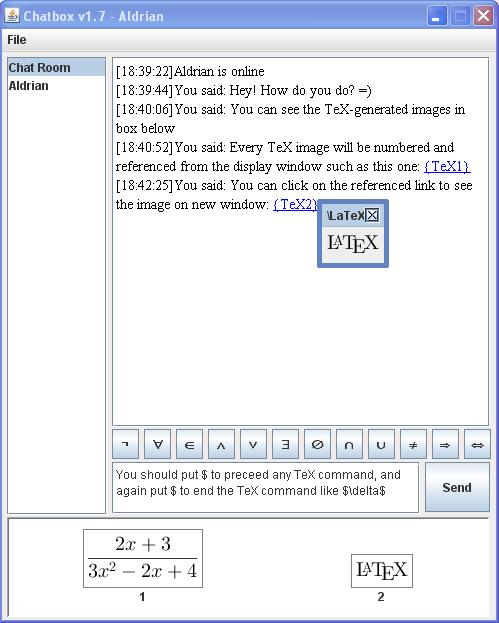 Chatbox v1.7 - Aldrian
File
Chat Room
Aldrian
[18:39:22]Aldrian is online
[18:39:44]You said: Hey! How do you do? =)
[18:40:06]You said: You can see the TeX-generated images in
box below
[18:40:52]You said: Every TeX image will be numbered and
referenced from the display window such as this one: {TeX1}
[18:42:25]You said: You can click on the referenced link to see
the image on new window: {TeX2}
\LaTeX
LATEX
¬ ∀ ∈ ∧ ∨ ∃ ∅ ∩ ∪ ≠ ⇒ ⇔
You should put $ to preceed any TeX command, and
again put $ to end the TeX command like $\delta$
Send
2x + 3
3x² − 2x + 4
LATEX
1
2